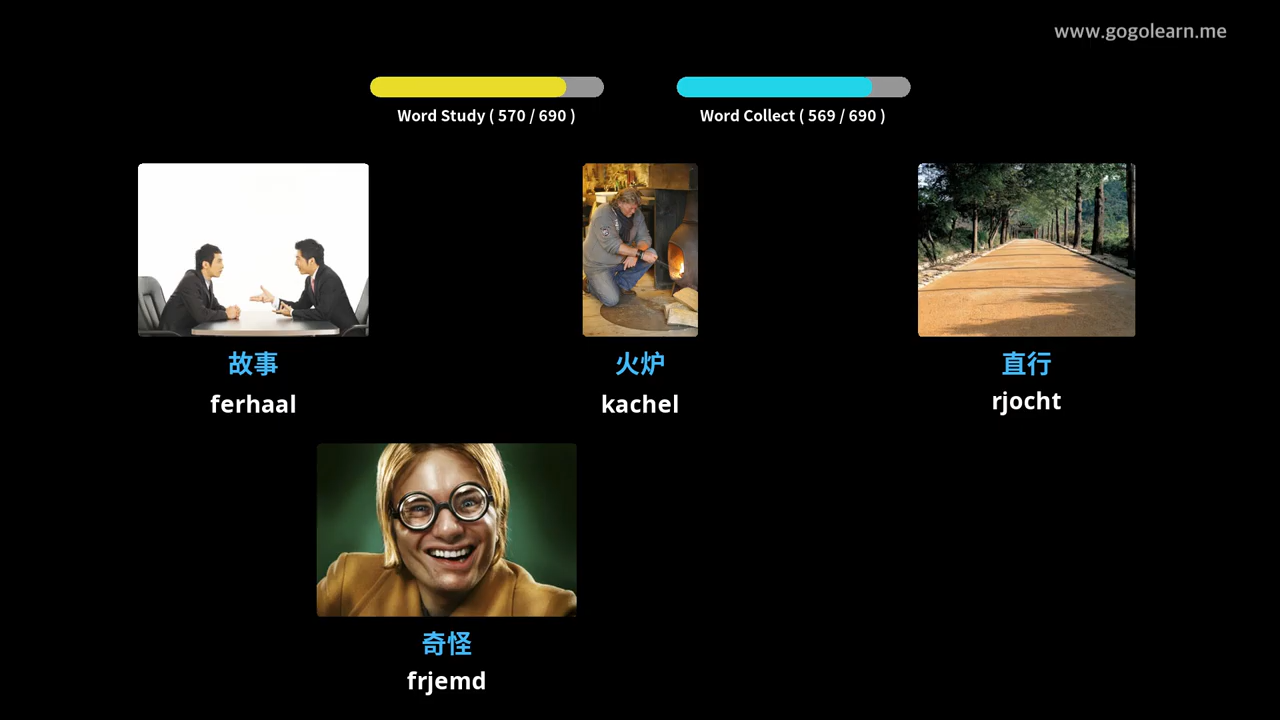 www.gogolearn.me
Word Study ( 570 / 690 )
Word Collect ( 569 / 690 )
故事
ferhaal
火炉
kachel
直行
rjocht
奇怪
frjemd